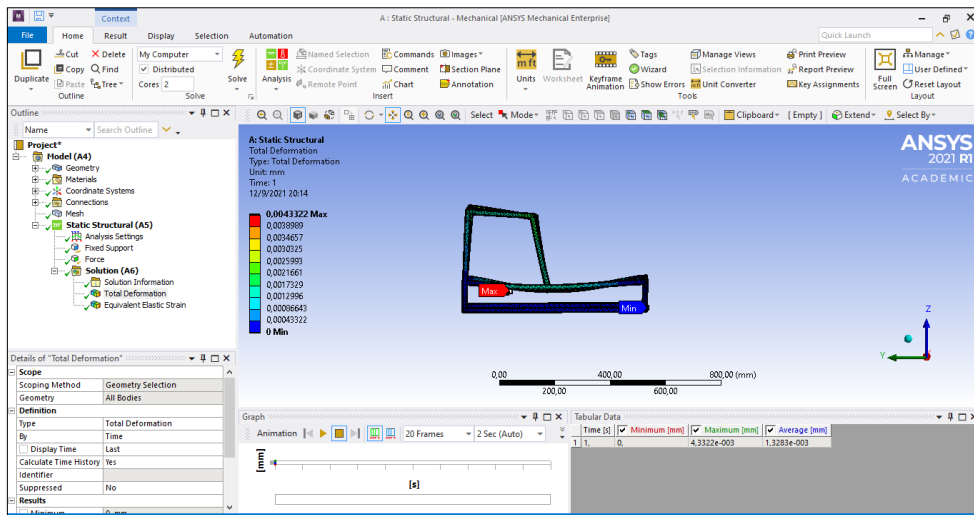 Context
A : Static Structural - Mechanical [ANSYS Mechanical Enterprise]
File Home Result Display Selection Automation
Quick Launch
Duplicate
Cut
Copy
Paste
Delete
Find
Tree
Outline
My Computer
Distributed
Cores 2
Solve
Solve
Analysis
Named Selection
Coordinate System
Remote Point
Commands
Comment
Chart
Images
Section Plane
Annotation
Insert
Units
Worksheet
Keyframe
Animation
Tags
Wizard
Show Errors
Manage Views
Selection Information
Unit Converter
Print Preview
Report Preview
Key Assignments
Tools
Full
Screen
Manage
User Defined
Reset Layout
Layout
Outline
Name Search Outline
Select Mode Clipboard [ Empty ] Extend Select By
Project*
Model (A4)
Geometry
Materials
Coordinate Systems
Connections
Mesh
Static Structural (A5)
Analysis Settings
Fixed Support
Force
Solution (A6)
Solution Information
Total Deformation
Equivalent Elastic Strain
A: Static Structural
Total Deformation
Type: Total Deformation
Unit: mm
Time: 1
12/9/2021 20:14
0,0043322 Max
0,0038989
0,0034657
0,0030325
0,0025993
0,0021661
0,0017329
0,0012996
0,00086643
0,00043322
0 Min
ANSYS
2021 R1
ACADEMIC
Max
Min
Z
Y
X
0,00 400,00 800,00 (mm)
200,00 600,00
Details of "Total Deformation"
Scope
Scoping Method Geometry Selection
Geometry All Bodies
Definition
Type Total Deformation
By Time
Display Time Last
Calculate Time History Yes
Identifier
Suppressed No
Results
Minimum 0, mm
Graph
Animation 20 Frames 2 Sec (Auto)
[mm]
[s]
Tabular Data
Time [s] Minimum [mm] Maximum [mm] Average [mm]
1 1, 0, 4,3322e-003 1,3283e-003